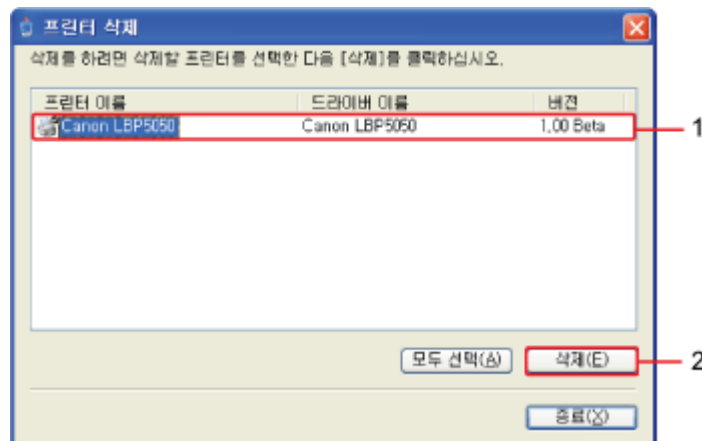 프린터 삭제
삭제를 하려면 삭제할 프린터를 선택한 다음 [삭제]를 클릭하십시오.
프린터 이름 드라이버 이름 버전
Canon LBP5050 Canon LBP5050 1,00 Beta 1
모두 선택(A) 삭제(E) 2
종료(X)